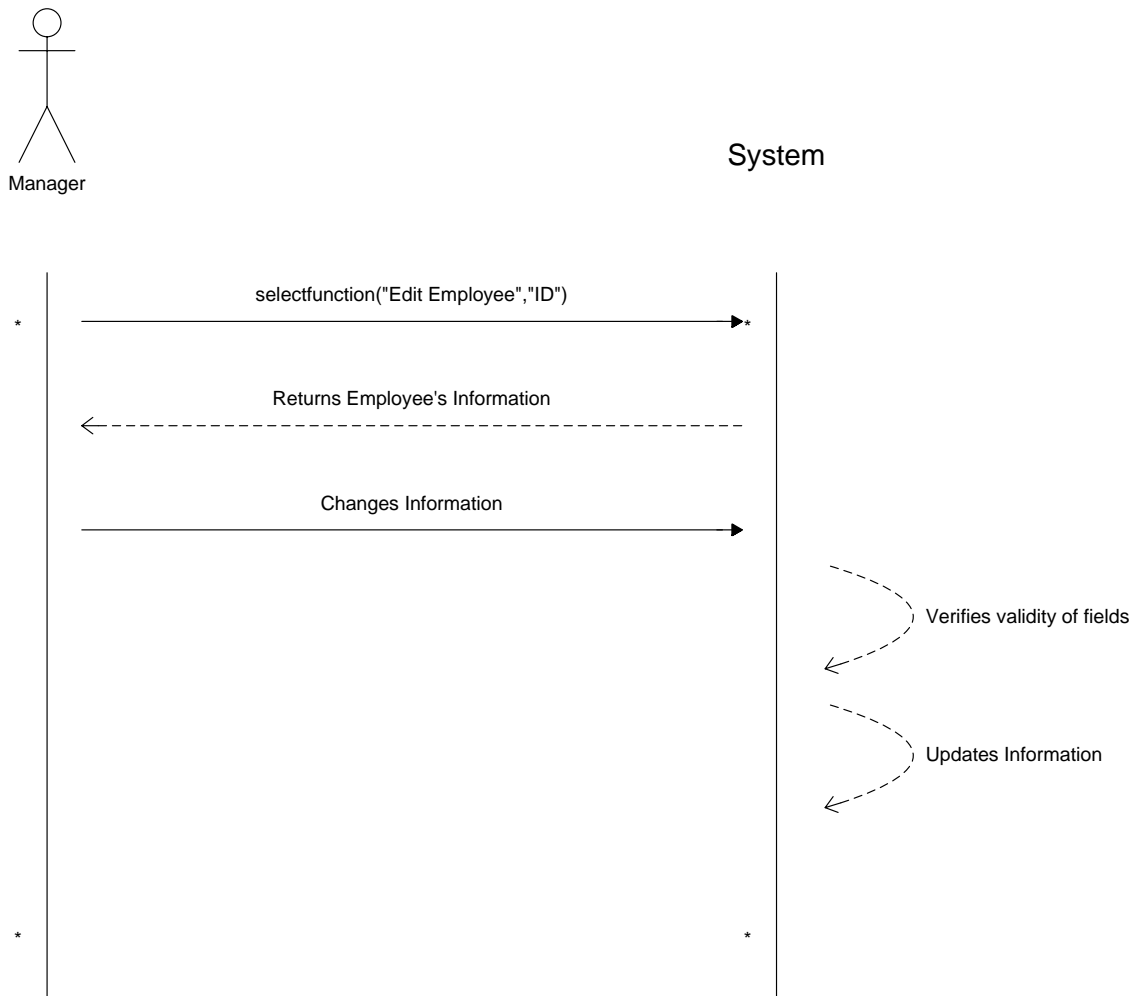 System
Manager
selectfunction("Edit Employee","ID")
* *
Returns Employee's Information
Changes Information
Verifies validity of fields
Updates Information
* *